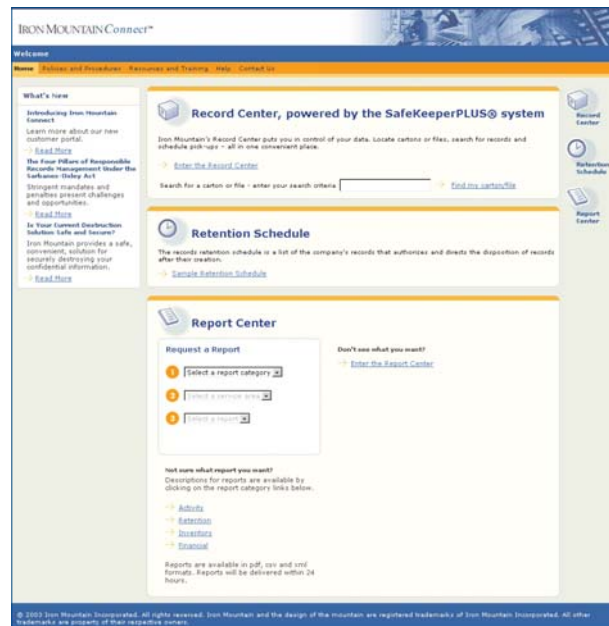 IRON MOUNTAIN Connect™
Welcome
Home Policies and Procedures Resources and Training Help Contact Us
What's New
Introducing Iron Mountain
Connect
Learn more about our new
customer portal.
Read More
The Four Pillars of Responsible
Records Management Under the
Sarbanes-Oxley Act
Stringent mandates and
penalties present challenges
and opportunities.
Read More
Is Your Current Destruction
Solution Safe and Secure?
Iron Mountain provides a safe,
convenient, solution for
securely destroying your
confidential information.
Read More
Record Center, powered by the SafeKeeperPLUS® system
Iron Mountain's Record Center puts you in control of your data. Locate cartons or files, search for records and
schedule pick-ups – all in one convenient place.
Enter the Record Center
Search for a carton or file - enter your search criteria Find my carton/file
Retention Schedule
The records retention schedule is a list of the company's records that authorizes and directs the disposition of records
after their creation.
Sample Retention Schedule
Report Center
Request a Report
1 Select a report category
2 Select a service area
3 Select a report
Don't see what you want?
Enter the Report Center
Not sure what report you want?
Descriptions for reports are available by
clicking on the report category links below.
Activity
Retention
Inventory
Financial
Reports are available in pdf, csv and xml
formats. Reports will be delivered within 24
hours.
Record
Center
Retention
Schedule
Report
Center
© 2003 Iron Mountain Incorporated. All rights reserved. Iron Mountain and the design of the mountain are registered trademarks of Iron Mountain Incorporated. All other
trademarks are property of their respective owners.